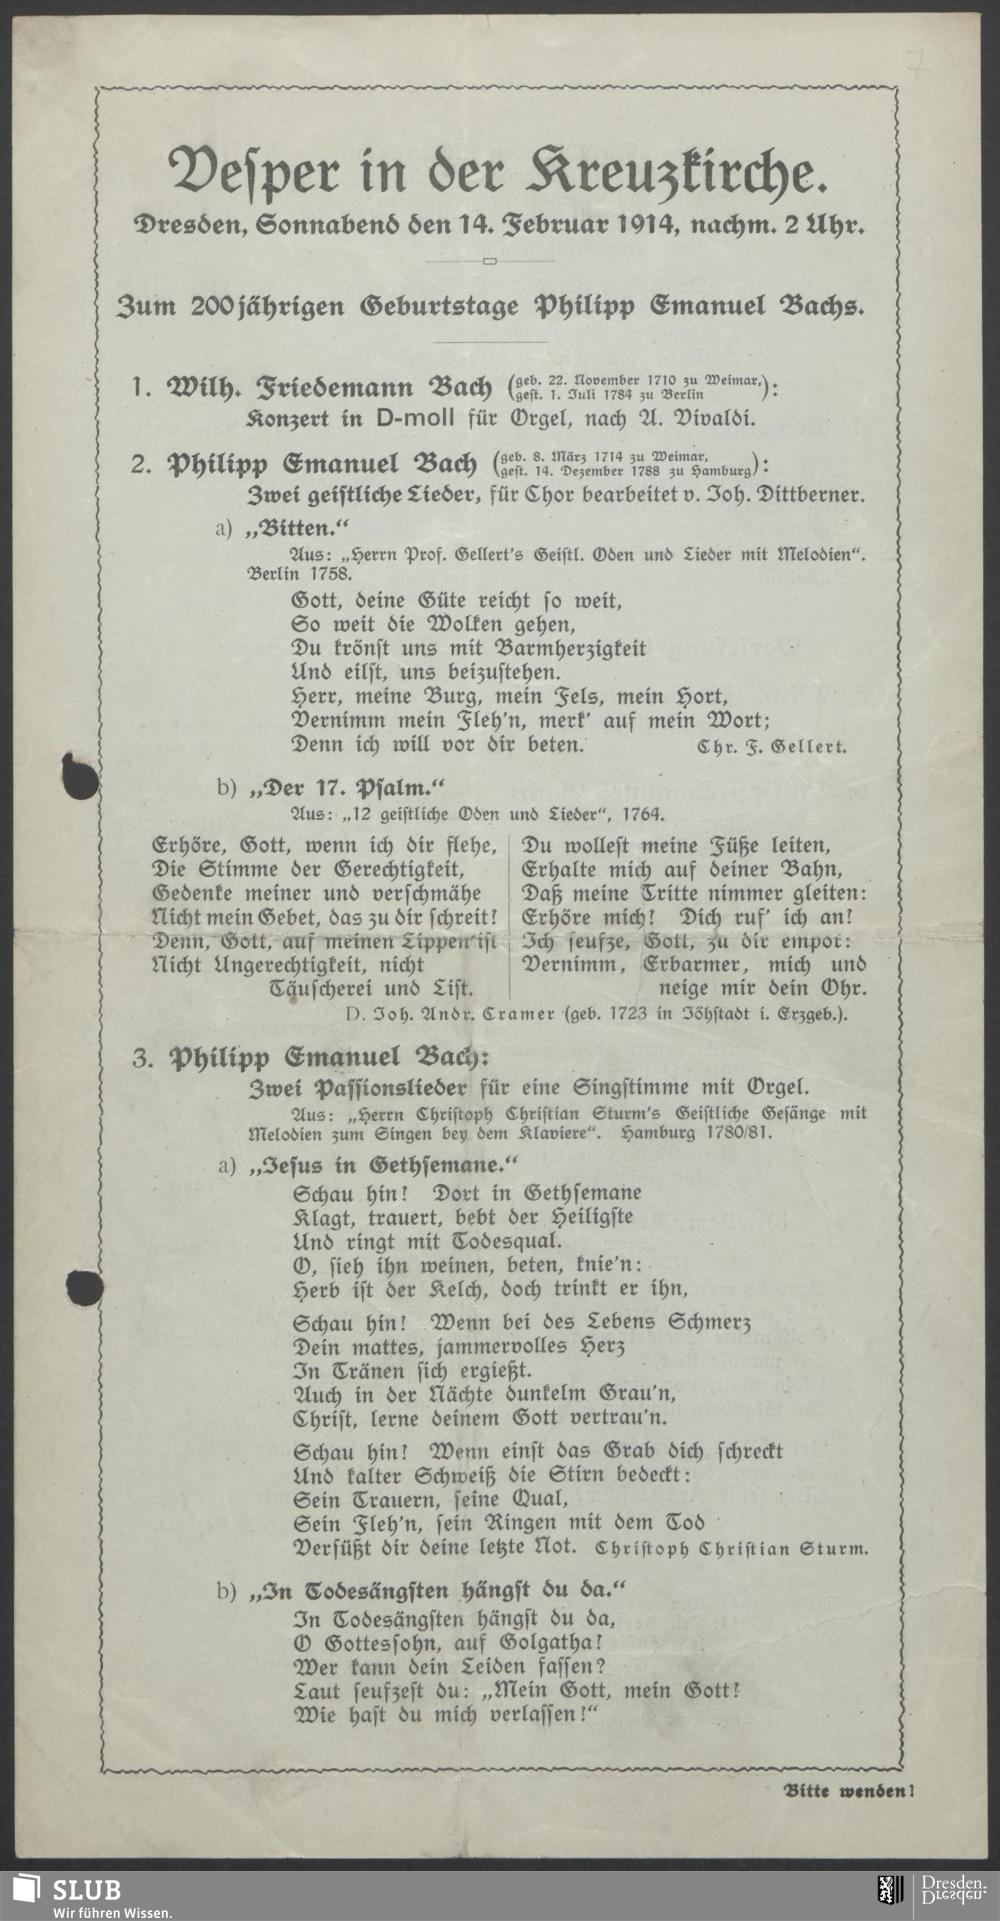 7
Vesper in der Kreuzkirche.
Dresden, Sonnabend den 14. Februar 1914, nachm. 2 Uhr.
Zum 200jährigen Geburtstage Philipp Emanuel Bachs.
1. Wilh. Friedemann Bach (geb. 22. November 1710 zu Weimar, gest. 1. Juli 1784 zu Berlin):
Konzert in D-moll für Orgel, nach A. Vivaldi.
2. Philipp Emanuel Bach (geb. 8. März 1714 zu Weimar, gest. 14. Dezember 1788 zu Hamburg):
Zwei geistliche Lieder, für Chor bearbeitet v. Joh. Dittberner.
a) „Bitten.“
Aus: „Herrn Prof. Gellert's Geistl. Oden und Lieder mit Melodien“.
Berlin 1758.
Gott, deine Güte reicht so weit,
So weit die Wolken gehen,
Du krönst uns mit Barmherzigkeit
Und eilst, uns beizustehen.
Herr, meine Burg, mein Fels, mein Hort,
Vernimm mein Fleh'n, merk' auf mein Wort;
Denn ich will vor dir beten. Chr. F. Gellert.
b) „Der 17. Psalm.“
Aus: „12 geistliche Oden und Lieder“, 1764.
Erhöre, Gott, wenn ich dir flehe,
Die Stimme der Gerechtigkeit,
Gedenke meiner und verschmähe
Nicht mein Gebet, das zu dir schreit!
Denn, Gott, auf meinen Lippen ist
Nicht Ungerechtigkeit, nicht
Täuscherei und List.
Du wollest meine Füße leiten,
Erhalte mich auf deiner Bahn,
Daß meine Tritte nimmer gleiten:
Erhöre mich! Dich ruf' ich an!
Ich seufze, Gott, zu dir empor:
Vernimm, Erbarmer, mich und
neige mir dein Ohr.
D. Joh. Andr. Cramer (geb. 1723 in Jöhstadt i. Erzgeb.).
3. Philipp Emanuel Bach:
Zwei Passionslieder für eine Singstimme mit Orgel.
Aus: „Herrn Christoph Christian Sturm's Geistliche Gesänge mit
Melodien zum Singen bey dem Klaviere“. Hamburg 1780/81.
a) „Jesus in Gethsemane.“
Schau hin! Dort in Gethsemane
Klagt, trauert, bebt der Heiligste
Und ringt mit Todesqual.
O, sieh ihn weinen, beten, knie'n:
Herb ist der Kelch, doch trinkt er ihn,
Schau hin! Wenn bei des Lebens Schmerz
Dein mattes, jammervolles Herz
In Tränen sich ergießt.
Auch in der Nächte dunkelm Grau'n,
Christ, lerne deinem Gott vertrau'n.
Schau hin! Wenn einst das Grab dich schreckt
Und kalter Schweiß die Stirn bedeckt:
Sein Trauern, seine Qual,
Sein Fleh'n, sein Ringen mit dem Tod
Versüßt dir deine letzte Not. Christoph Christian Sturm.
b) „In Todesängsten hängst du da.“
In Todesängsten hängst du da,
O Gottessohn, auf Golgatha!
Wer kann dein Leiden fassen?
Laut seufzest du: „Mein Gott, mein Gott!
Wie hast du mich verlassen!“
Bitte wenden!
SLUB
Wir führen Wissen.
Dresden.
Dresden.